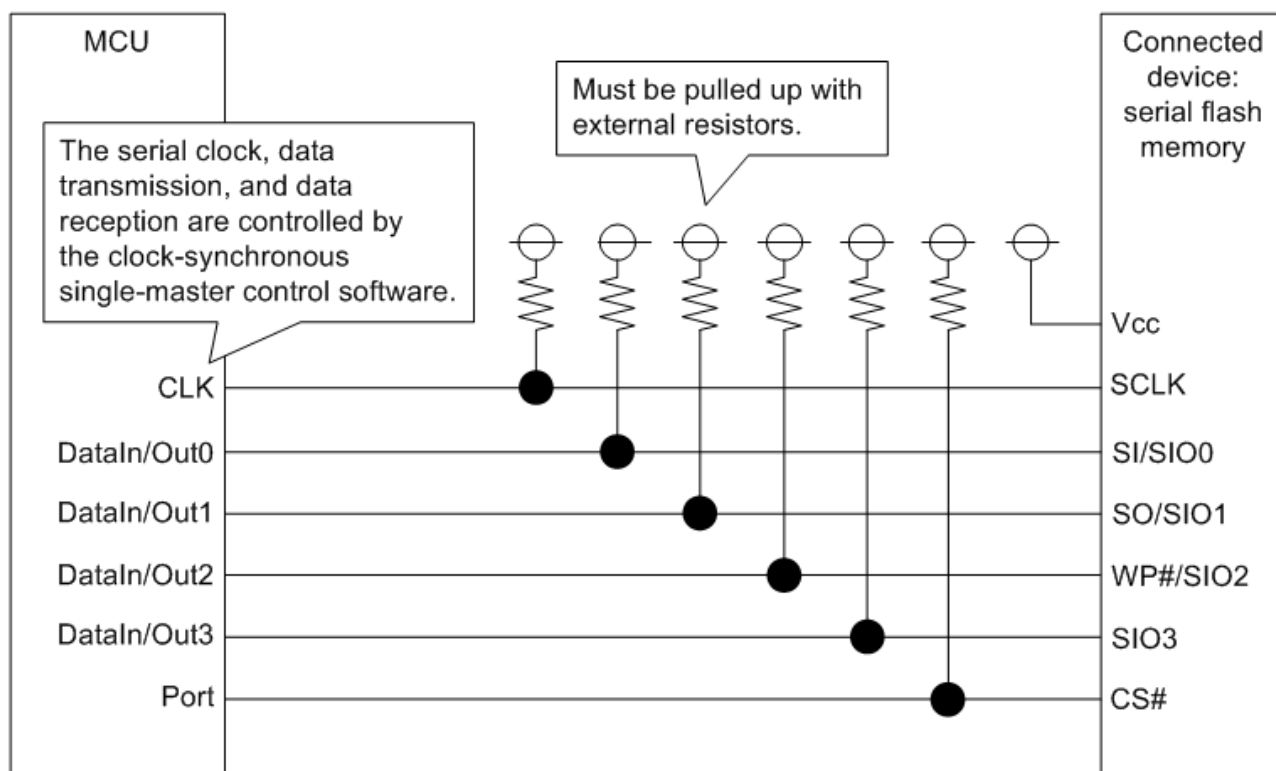 MCU
Connected
device:
serial flash
memory
Must be pulled up with
external resistors.
The serial clock, data
transmission, and data
reception are controlled by
the clock-synchronous
single-master control software.
Vcc
CLK
SCLK
DataIn/Out0
SI/SIO0
DataIn/Out1
SO/SIO1
DataIn/Out2
WP#/SIO2
DataIn/Out3
SIO3
Port
CS#